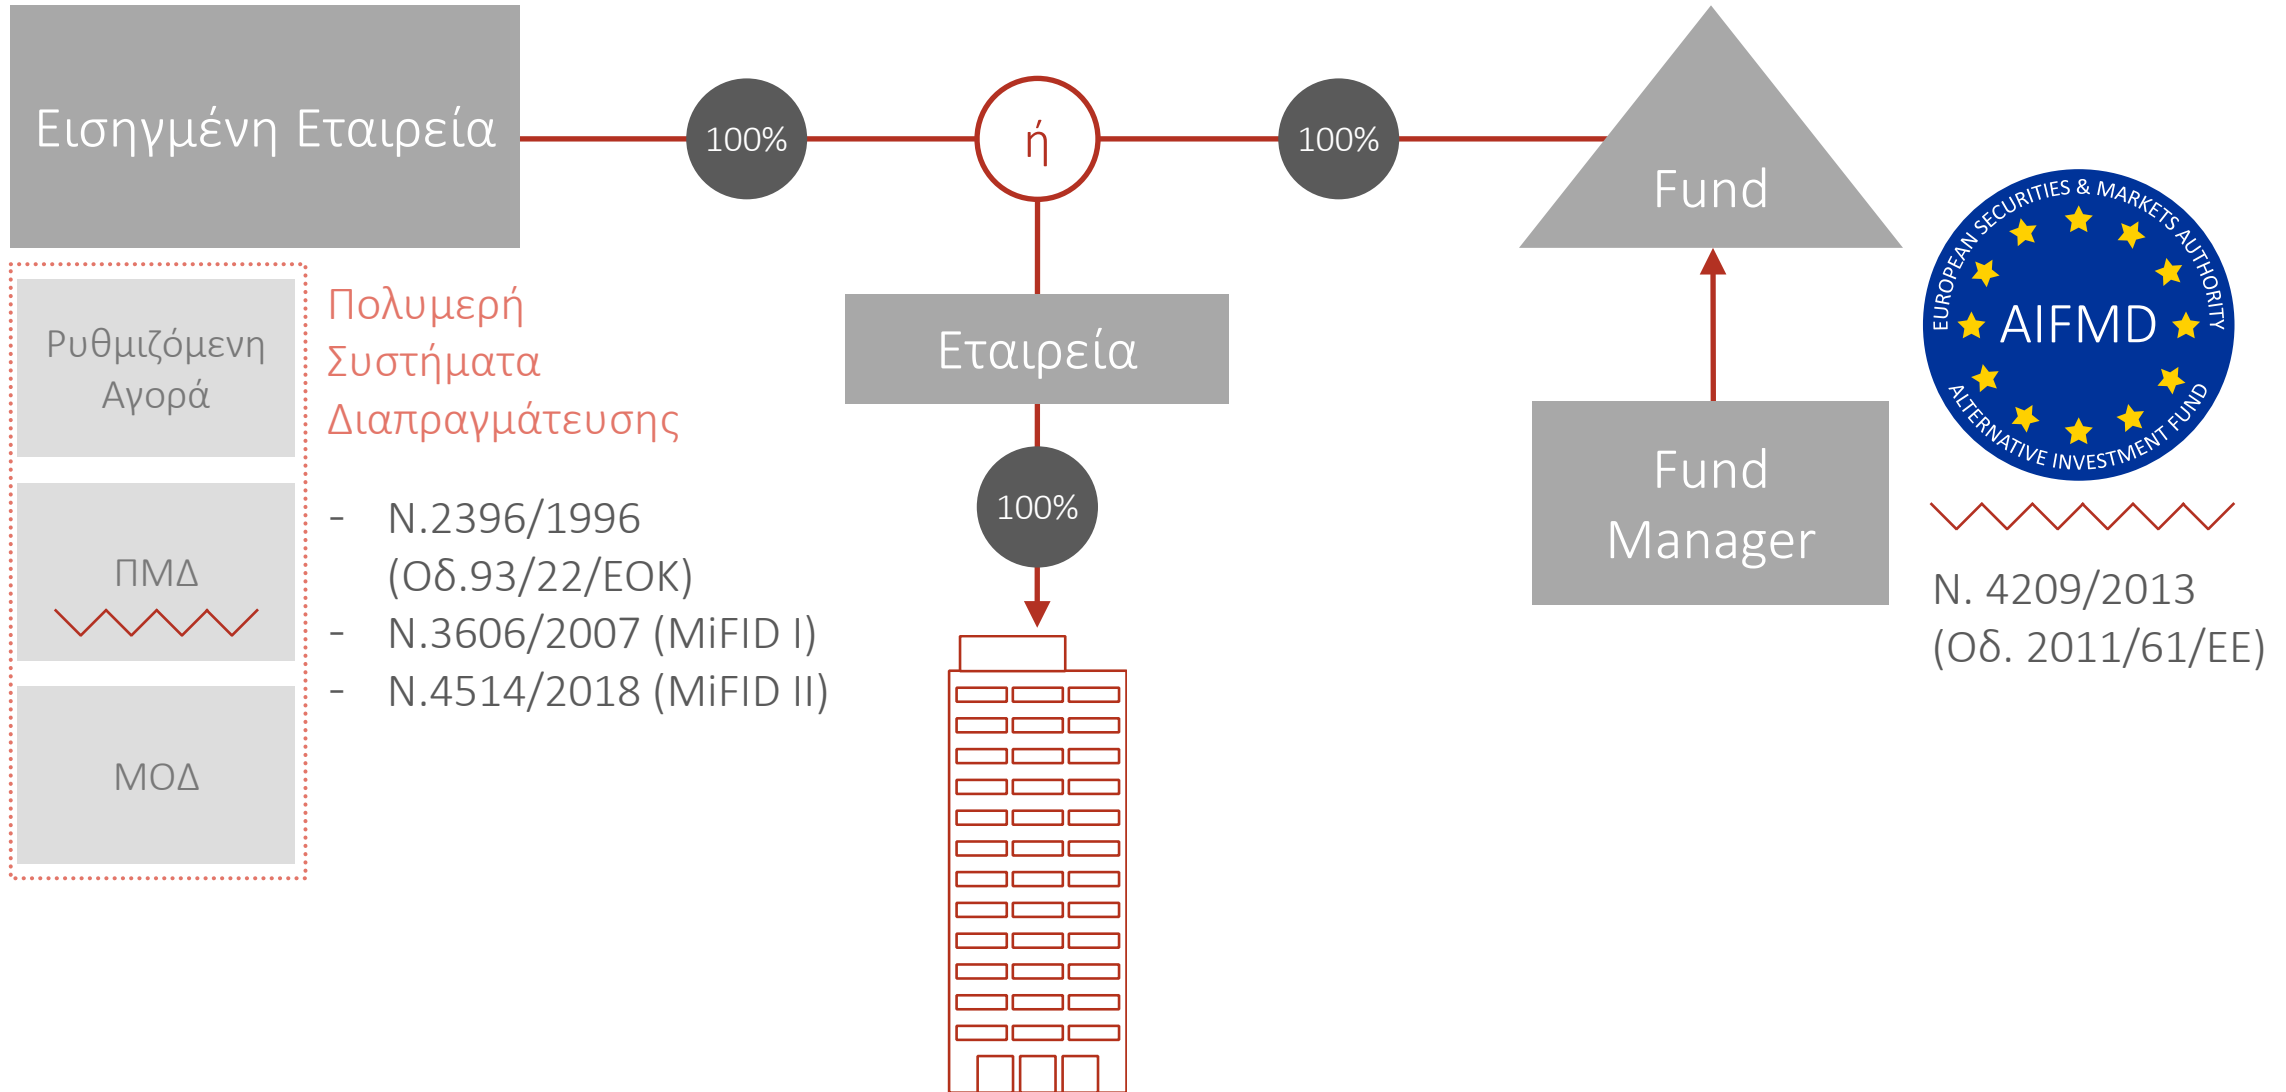 Εισηγμένη Εταιρεία
100%
ή
100%
Fund
Ρυθμιζόμενη
Αγορά
ΠΜΔ
ΜΟΔ
Πολυμερή
Συστήματα
Διαπραγμάτευσης
- Ν.2396/1996
(Οδ.93/22/ΕΟΚ)
- Ν.3606/2007 (MiFID I)
- Ν.4514/2018 (MiFID II)
Εταιρεία
100%
Fund
Manager
EUROPEAN SECURITIES & MARKETS AUTHORITY
AIFMD
ALTERNATIVE INVESTMENT FUND
Ν. 4209/2013
(Οδ. 2011/61/ΕΕ)